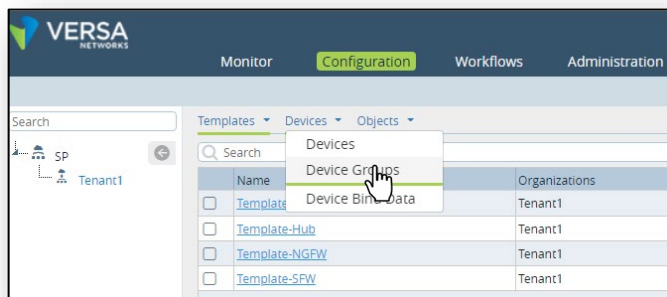 VERSA
NETWORKS
Monitor Configuration Workflows Administration
Search
SP
Tenant1
Templates Devices Objects
Search
Devices
Device Groups
Device Bind Data
Name Organizations
Template Tenant1
Template-Hub Tenant1
Template-NGFW Tenant1
Template-SFW Tenant1